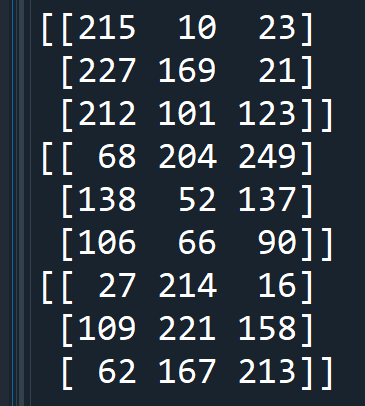 [[215  10  23]
 [227 169  21]
 [212 101 123]]
[[ 68 204 249]
 [138  52 137]
 [106  66  90]]
[[ 27 214  16]
 [109 221 158]
 [ 62 167 213]]